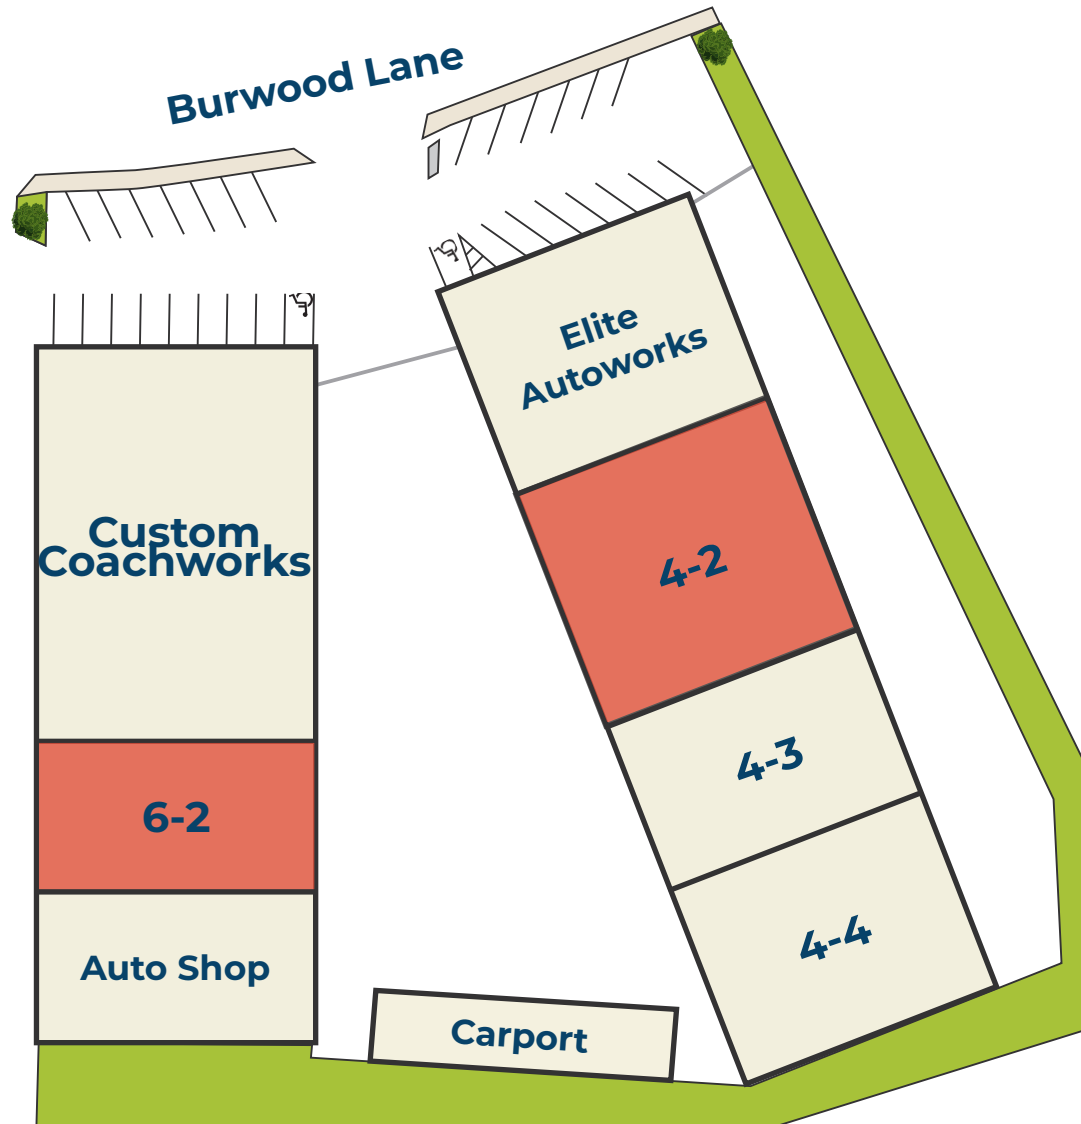 Burwood Lane
Elite
Autoworks
Custom
Coachworks
4-2
4-3
6-2
4-4
Auto Shop
Carport